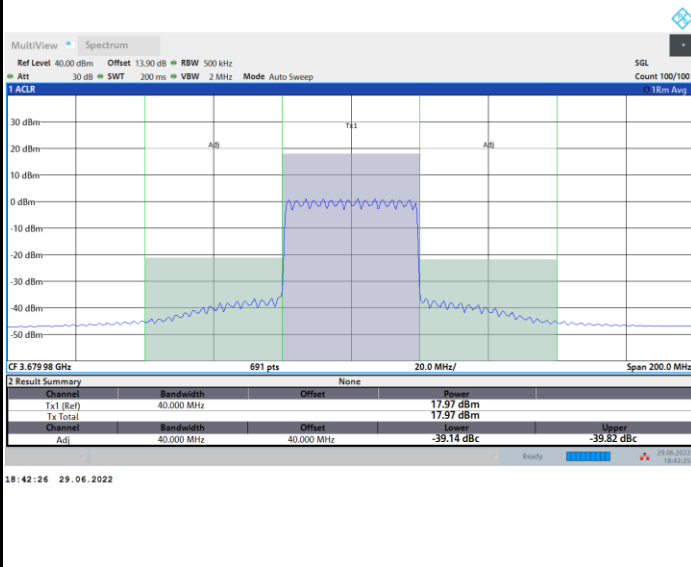 MultiView Spectrum
Ref Level 40.00 dBm Offset 13.90 dB RBW 500 kHz SGL
Att 30 dB SWT 200 ms VBW 2 MHz Mode Auto Sweep Count 100/100
1 ACLR 1Rm Avg
30 dBm
Tx1
20 dBm
Adj Adj
10 dBm
0 dBm
-10 dBm
-20 dBm
-30 dBm
-40 dBm
-50 dBm
CF 3.679 98 GHz 691 pts 20.0 MHz/ Span 200.0 MHz
2 Result Summary None
Channel Bandwidth Offset Power
Tx1 (Ref) 40.000 MHz 17.97 dBm
Tx Total 17.97 dBm
Channel Bandwidth Offset Lower Upper
Adj 40.000 MHz 40.000 MHz -39.14 dBc -39.82 dBc
Ready 29.06.2022
18:42:25
18:42:26 29.06.2022